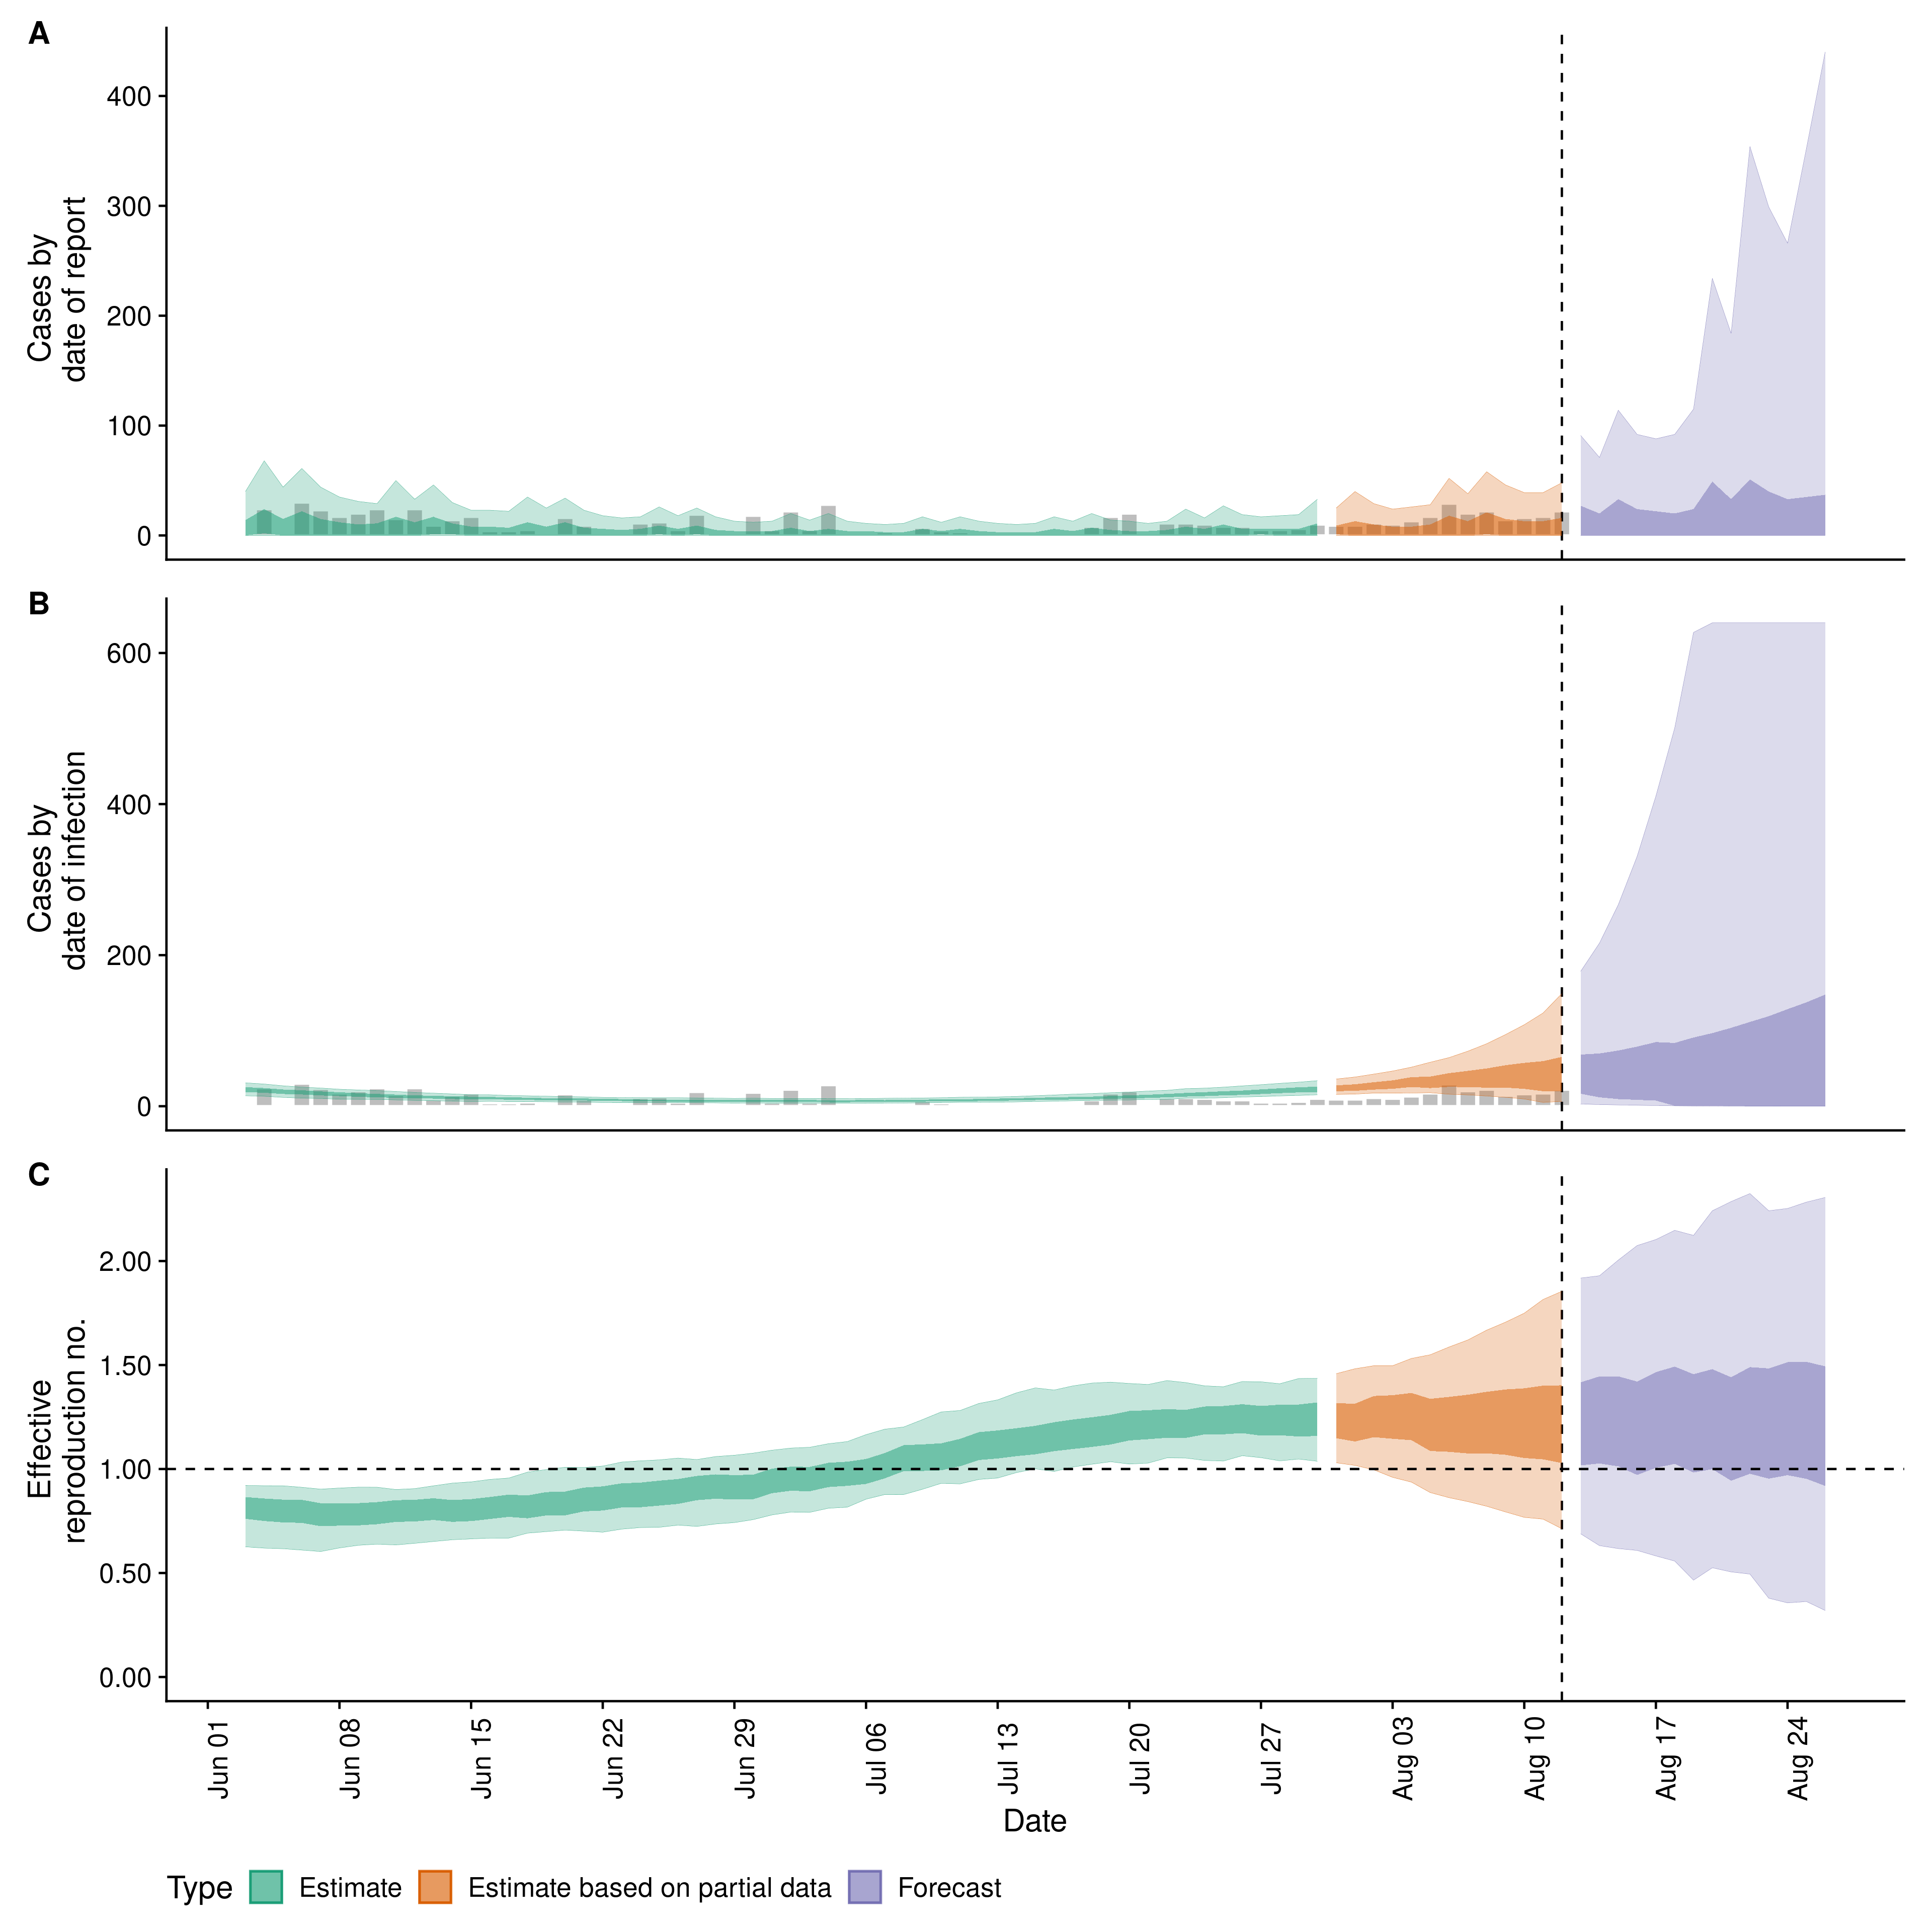 A
400
300
200
100
0
Cases by
date of report
B
600
400
200
0
Cases by
date of infection
C
2.00
1.50
1.00
0.50
0.00
Effective
reproduction no.
Jun 01
Jun 08
Jun 15
Jun 22
Jun 29
Jul 06
Jul 13
Jul 20
Jul 27
Aug 03
Aug 10
Aug 17
Aug 24
Date
Type Estimate Estimate based on partial data Forecast